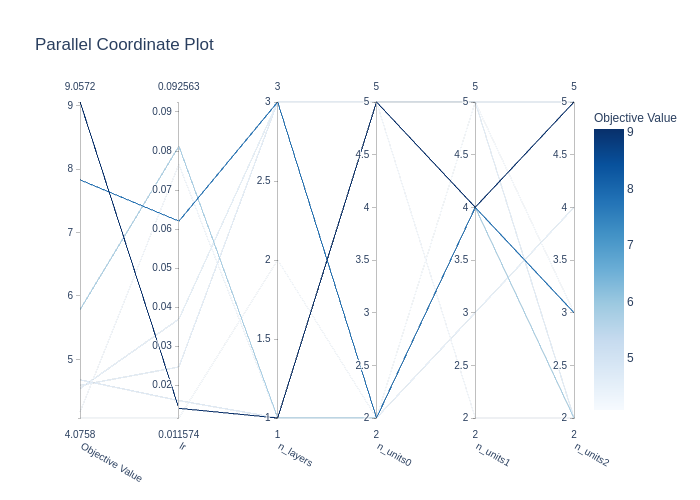 Parallel Coordinate Plot
9.0572 0.092563 3 5 5 5
Objective Value
9 0.09 3 5 5 5 9
0.08 4.5 4.5 4.5
8 0.07 2.5 8
7 0.06 4 4 4 7
0.05 2 3.5 3.5 3.5
6 0.04 3 3 3 6
5 0.03 1.5 2.5 2.5 2.5 5
0.02
1 2 2 2
4.0758 0.011574 1 2 2 2
Objective Value lr n_layers n_units0 n_units1 n_units2